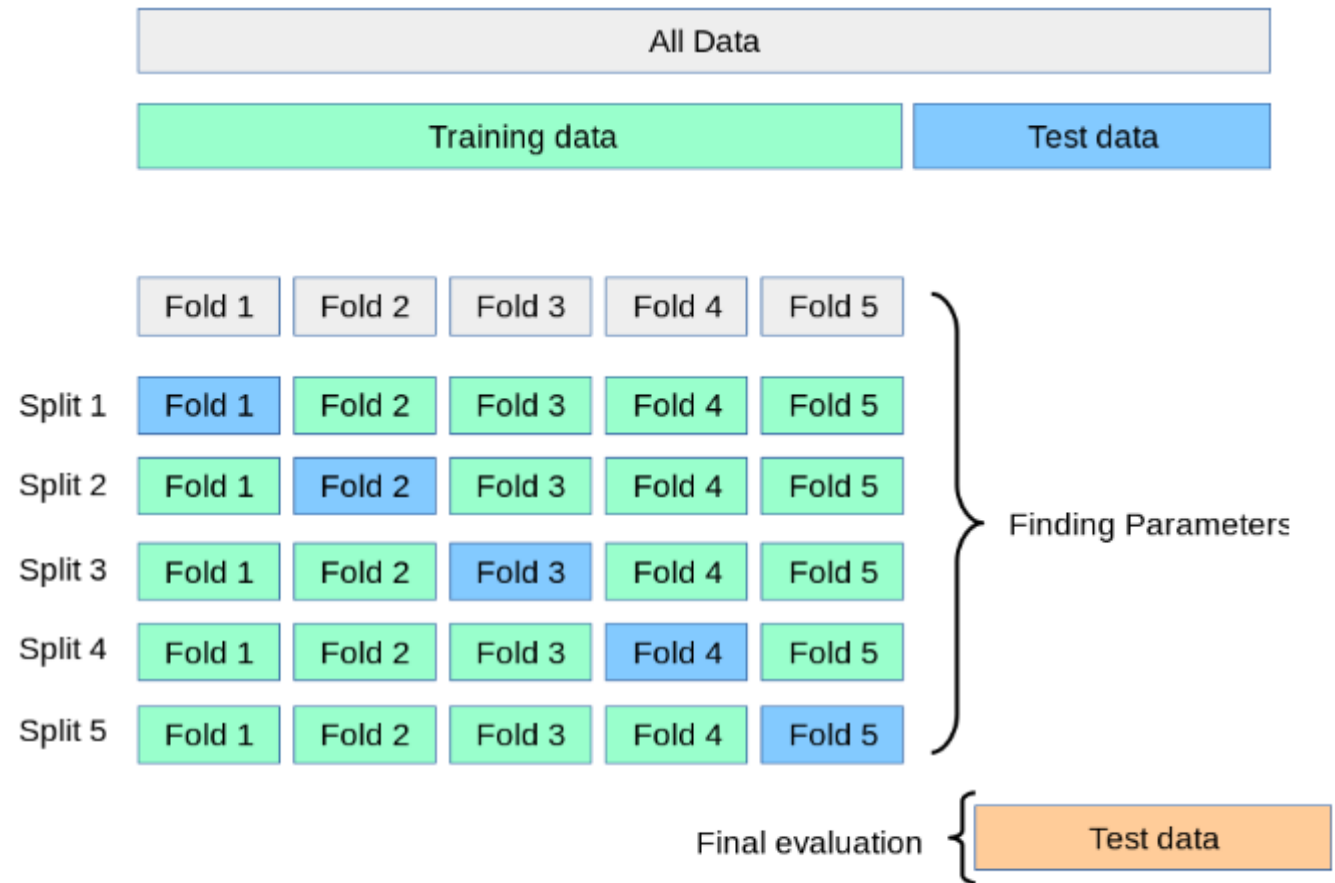 All Data
Training data Test data
Fold 1 Fold 2 Fold 3 Fold 4 Fold 5
Split 1 Fold 1 Fold 2 Fold 3 Fold 4 Fold 5
Split 2 Fold 1 Fold 2 Fold 3 Fold 4 Fold 5
Finding Parameters
Split 3 Fold 1 Fold 2 Fold 3 Fold 4 Fold 5
Split 4 Fold 1 Fold 2 Fold 3 Fold 4 Fold 5
Split 5 Fold 1 Fold 2 Fold 3 Fold 4 Fold 5
Final evaluation Test data